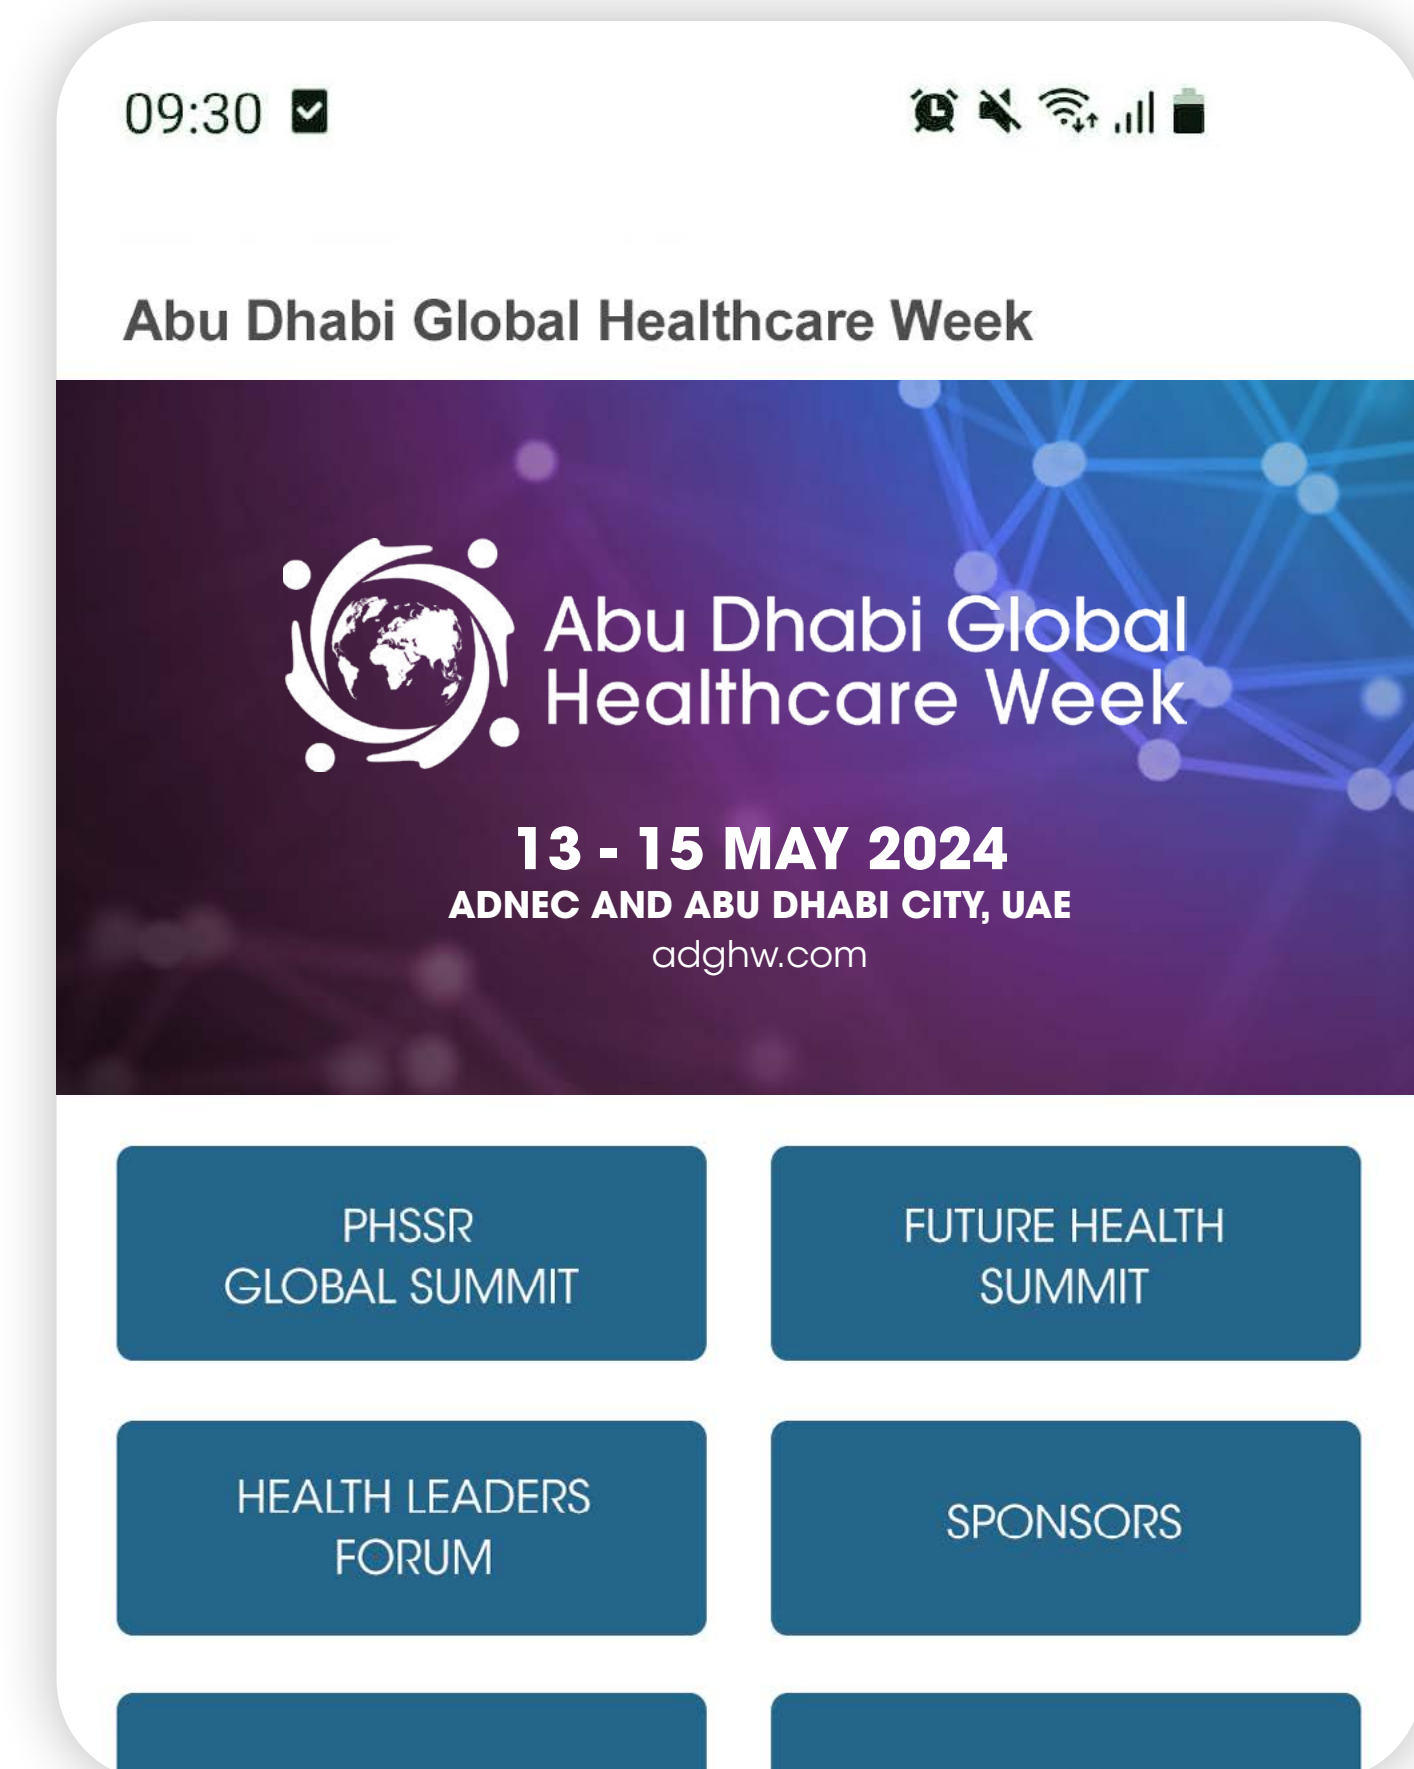 09:30
Abu Dhabi Global Healthcare Week
Abu Dhabi Global
Healthcare Week
13 - 15 MAY 2024
ADNEC AND ABU DHABI CITY, UAE
adghw.com
PHSSR
GLOBAL SUMMIT
FUTURE HEALTH
SUMMIT
HEALTH LEADERS
FORUM
SPONSORS